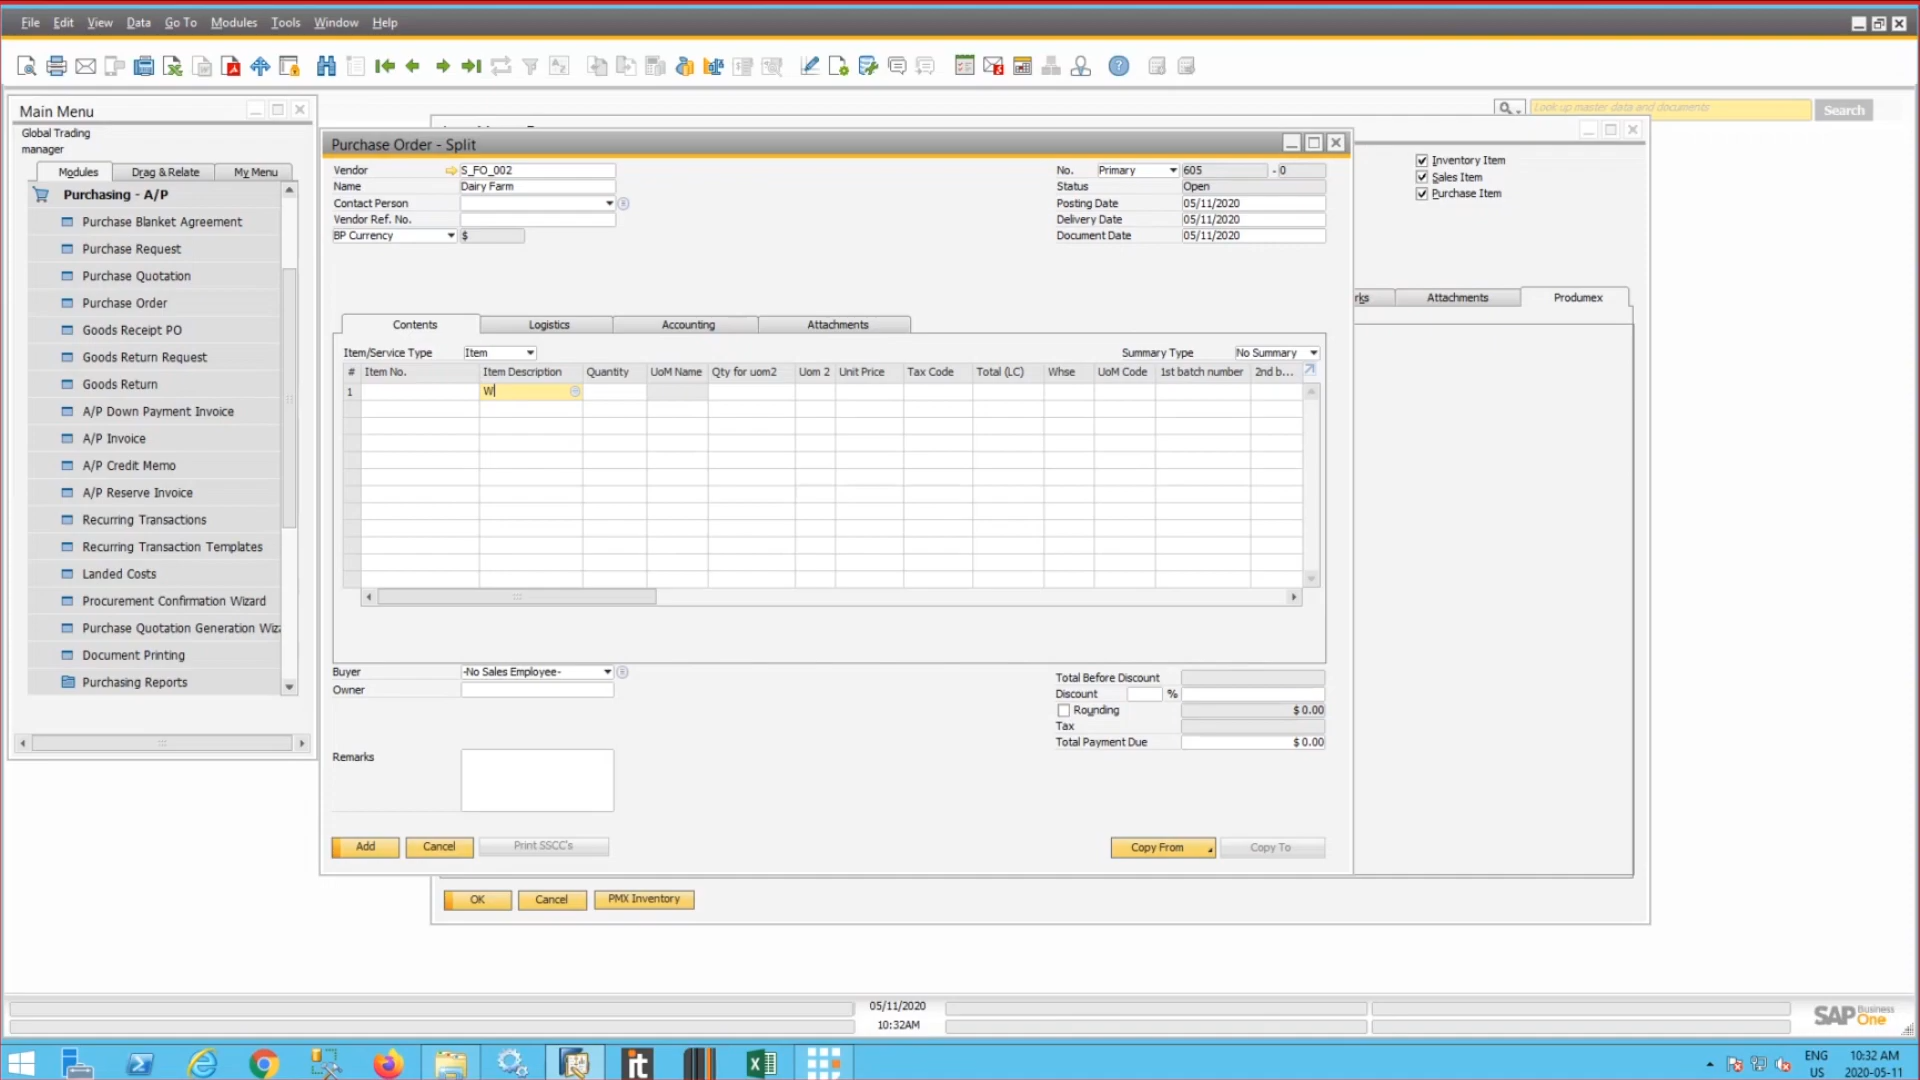 File Edit View Data Go To Modules Tools Window Help
Look up master data and documents
Search
Main Menu
Global Trading
manager
Modules Drag & Relate My Menu
Purchasing - A/P
Purchase Blanket Agreement
Purchase Request
Purchase Quotation
Purchase Order
Goods Receipt PO
Goods Return Request
Goods Return
A/P Down Payment Invoice
A/P Invoice
A/P Credit Memo
A/P Reserve Invoice
Recurring Transactions
Recurring Transaction Templates
Landed Costs
Procurement Confirmation Wizard
Purchase Quotation Generation Wiz
Document Printing
Purchasing Reports
Purchase Order - Split
Vendor S_FO_002
Name Dairy Farm
Contact Person
Vendor Ref. No.
BP Currency $
No. Primary 605 - 0
Status Open
Posting Date 05/11/2020
Delivery Date 05/11/2020
Document Date 05/11/2020
Inventory Item
Sales Item
Purchase Item
rks Attachments Produmex
Contents Logistics Accounting Attachments
Item/Service Type Item Summary Type No Summary
# Item No. Item Description Quantity UoM Name Qty for uom2 Uom 2 Unit Price Tax Code Total (LC) Whse UoM Code 1st batch number 2nd b...
1 W
Buyer -No Sales Employee-
Owner
Remarks
Total Before Discount
Discount %
Rounding $ 0.00
Tax
Total Payment Due $ 0.00
Add Cancel Print SSCC's Copy From Copy To
OK Cancel PMX Inventory
05/11/2020
10:32AM
SAP Business One
it
ENG
US
10:32 AM
2020-05-11